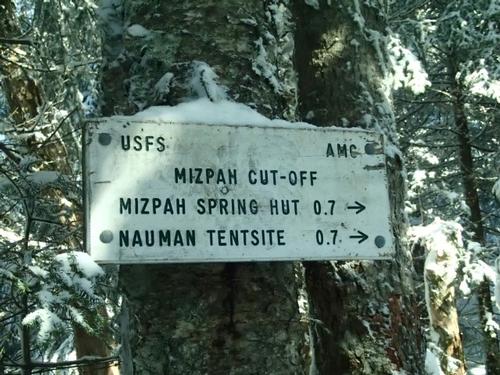 USFS AMC
MIZPAH CUT-OFF
MIZPAH SPRING HUT 0.7 →
NAUMAN TENTSITE 0.7 →